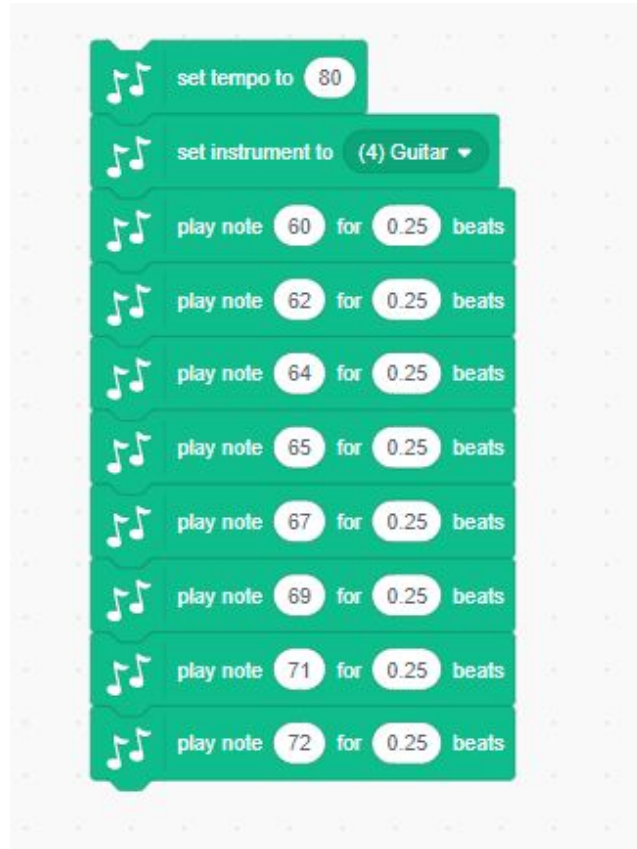 set tempo to 80
set instrument to (4) Guitar
play note 60 for 0.25 beats
play note 62 for 0.25 beats
play note 64 for 0.25 beats
play note 65 for 0.25 beats
play note 67 for 0.25 beats
play note 69 for 0.25 beats
play note 71 for 0.25 beats
play note 72 for 0.25 beats